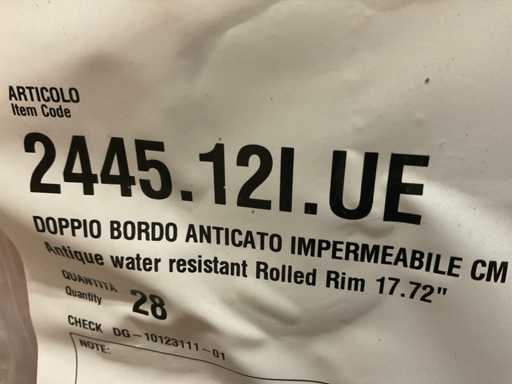 ARTICOLO
Item Code
2445.12I.UE
DOPPIO BORDO ANTICATO IMPERMEABILE CM
Antique water resistant Rolled Rim 17.72"
QUANTITA
Quantity
28
CHECK DG-10123111-01
NOTE: